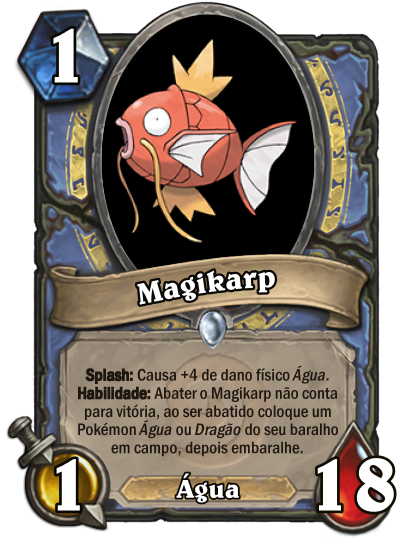 1
Magikarp
Splash: Causa +4 de dano físico Água.
Habilidade: Abater o Magikarp não conta
para vitória, ao ser abatido coloque um
Pokémon Água ou Dragão do seu baralho
em campo, depois embaralhe.
1
Água
18